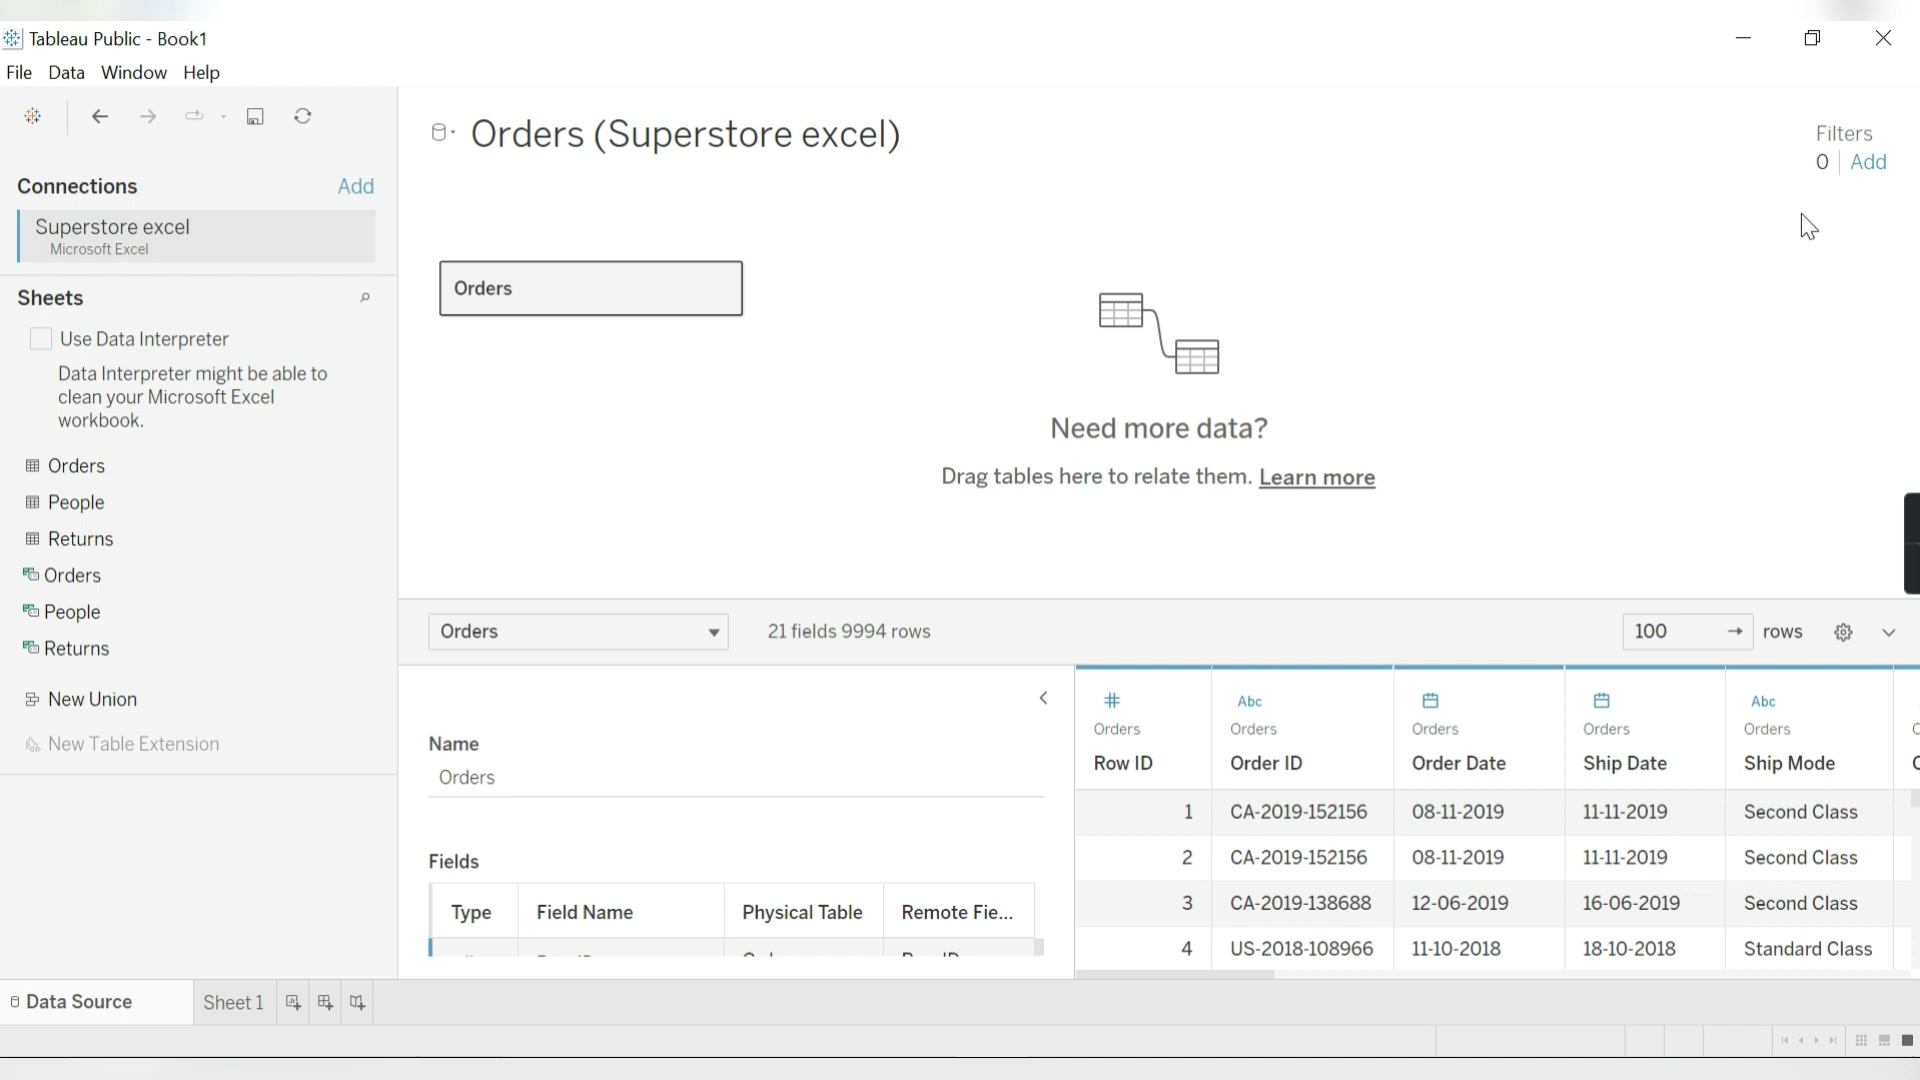 Tableau Public - Book1
File Data Window Help
Connections Add
Superstore excel
Microsoft Excel
Sheets
Use Data Interpreter
Data Interpreter might be able to
clean your Microsoft Excel
workbook.
Orders
People
Returns
Orders
People
Returns
New Union
New Table Extension
Orders (Superstore excel)
Filters
0 Add
Orders
Need more data?
Drag tables here to relate them. Learn more
Orders 21 fields 9994 rows 100 → rows
Name
Orders
Fields
Type Field Name Physical Table Remote Fie...
# Abc Abc
Orders Orders Orders Orders Orders
Row ID Order ID Order Date Ship Date Ship Mode
1 CA-2019-152156 08-11-2019 11-11-2019 Second Class
2 CA-2019-152156 08-11-2019 11-11-2019 Second Class
3 CA-2019-138688 12-06-2019 16-06-2019 Second Class
4 US-2018-108966 11-10-2018 18-10-2018 Standard Class
Data Source Sheet 1